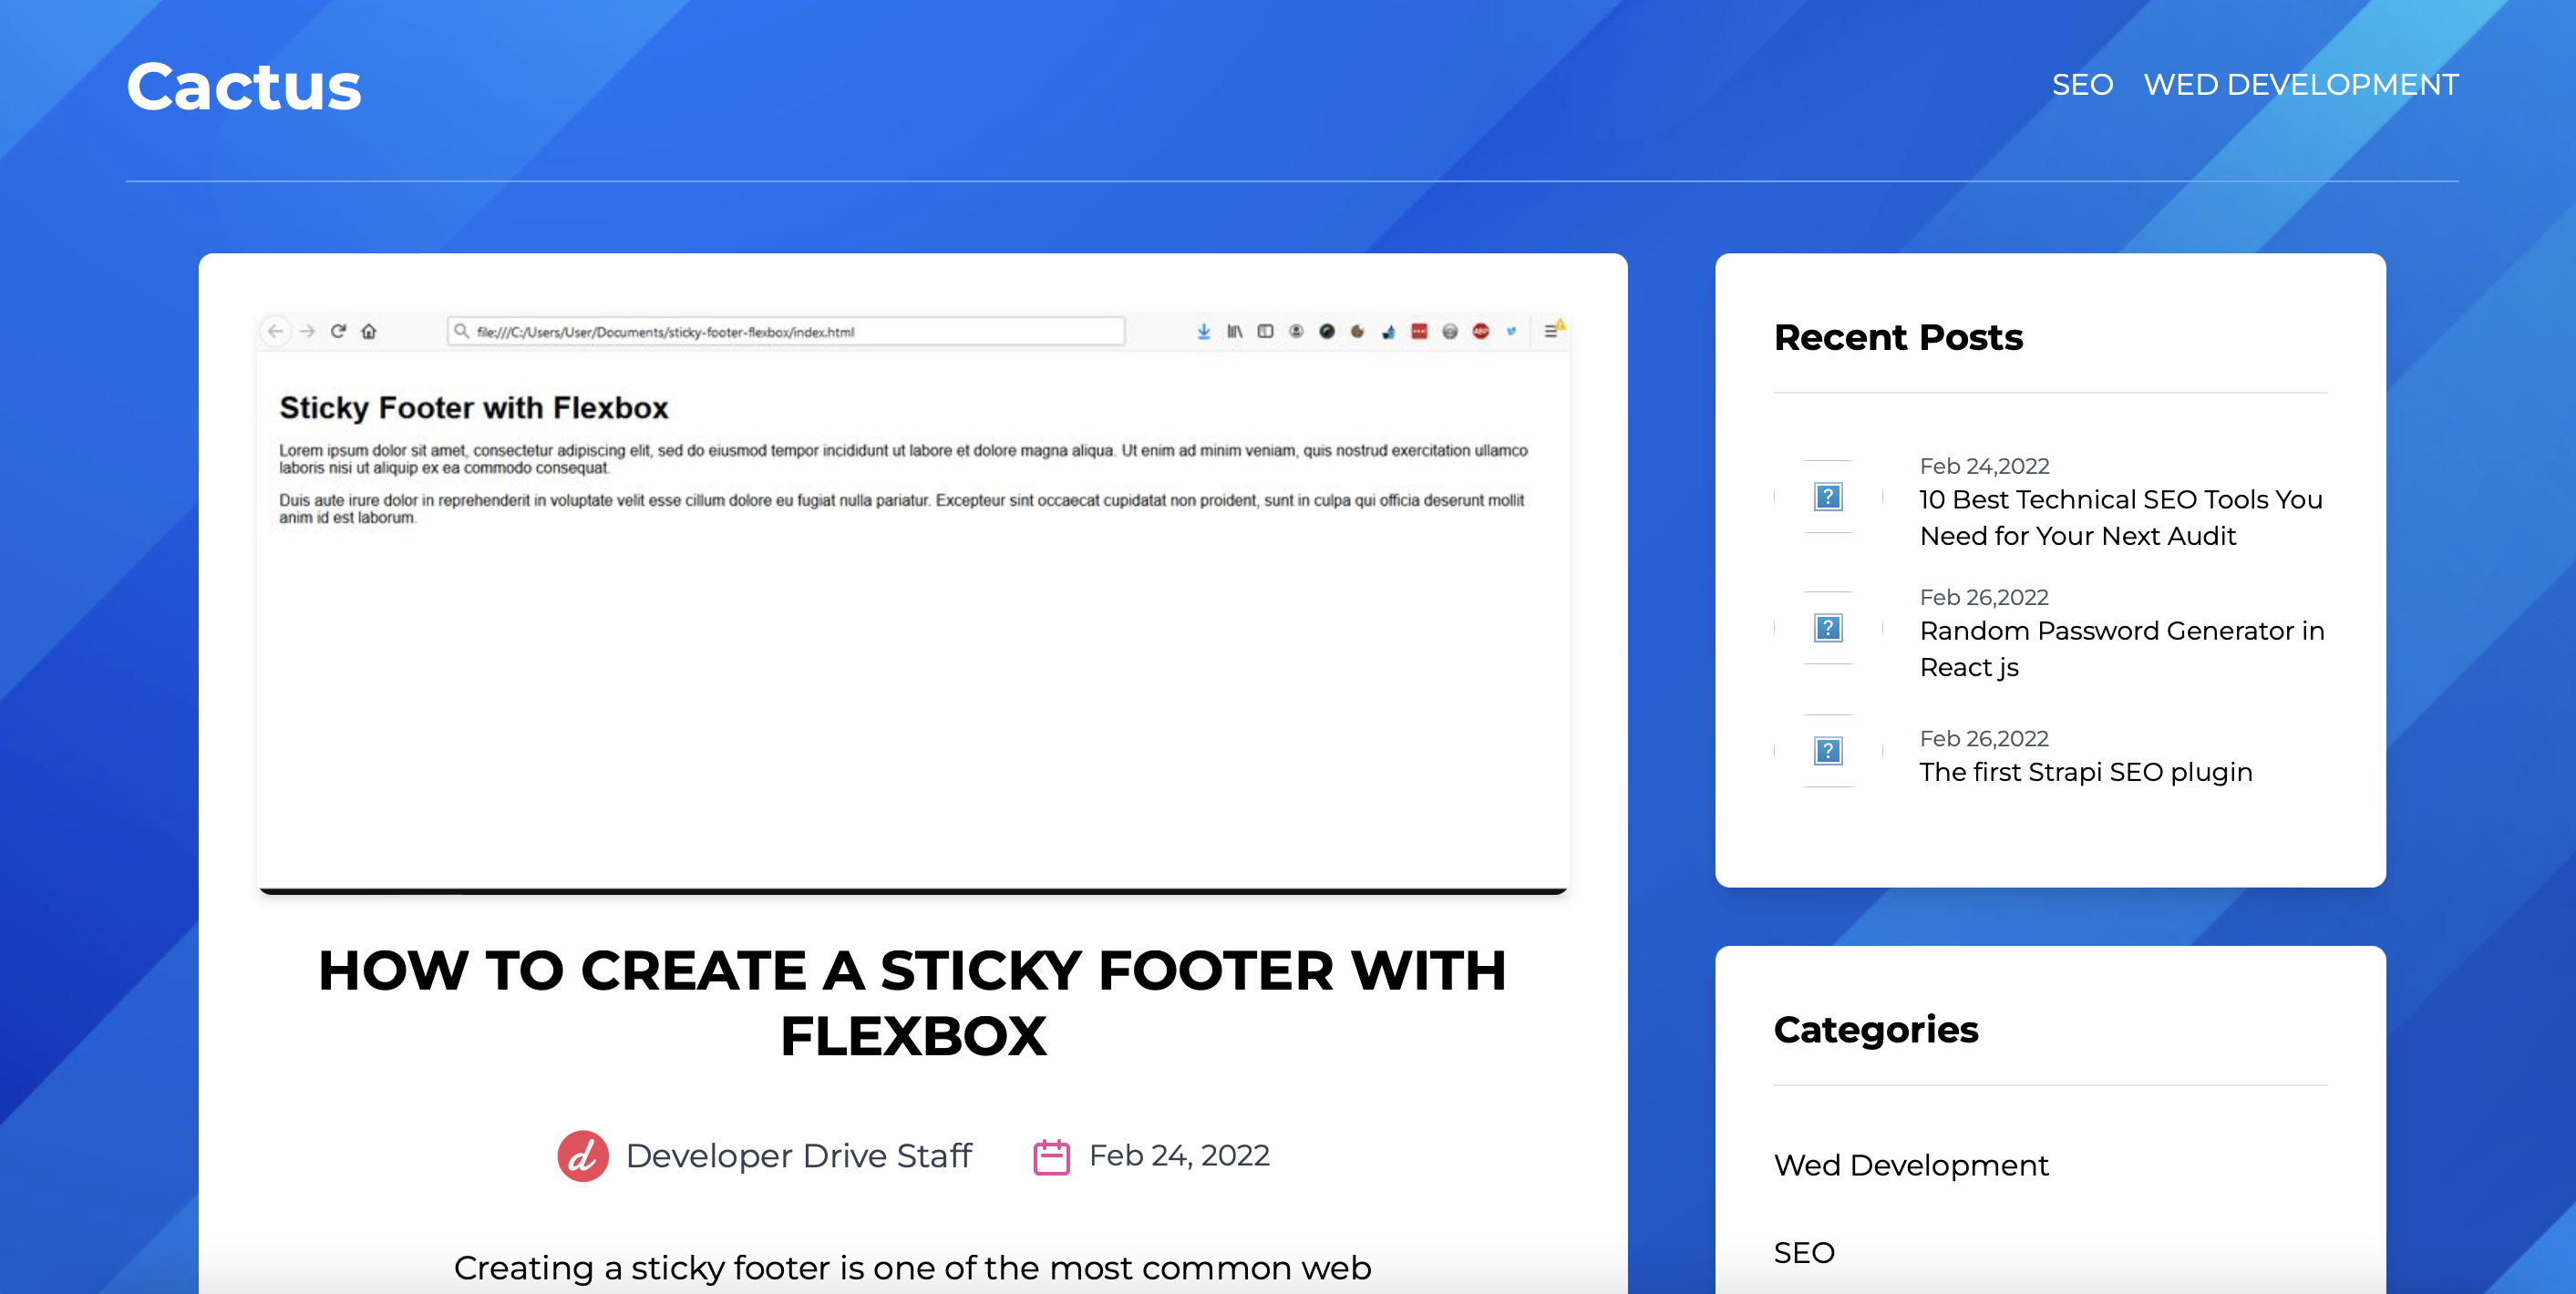 Cactus
SEO WED DEVELOPMENT
file:///C:/Users/User/Documents/sticky-footer-flexbox/index.html
Sticky Footer with Flexbox
Lorem ipsum dolor sit amet, consectetur adipiscing elit, sed do eiusmod tempor incididunt ut labore et dolore magna aliqua. Ut enim ad minim veniam, quis nostrud exercitation ullamco
laboris nisi ut aliquip ex ea commodo consequat.
Duis aute irure dolor in reprehenderit in voluptate velit esse cillum dolore eu fugiat nulla pariatur. Excepteur sint occaecat cupidatat non proident, sunt in culpa qui officia deserunt mollit
anim id est laborum.
HOW TO CREATE A STICKY FOOTER WITH
FLEXBOX
d Developer Drive Staff Feb 24, 2022
Creating a sticky footer is one of the most common web
Recent Posts
Feb 24,2022
10 Best Technical SEO Tools You
Need for Your Next Audit
Feb 26,2022
Random Password Generator in
React js
Feb 26,2022
The first Strapi SEO plugin
Categories
Wed Development
SEO